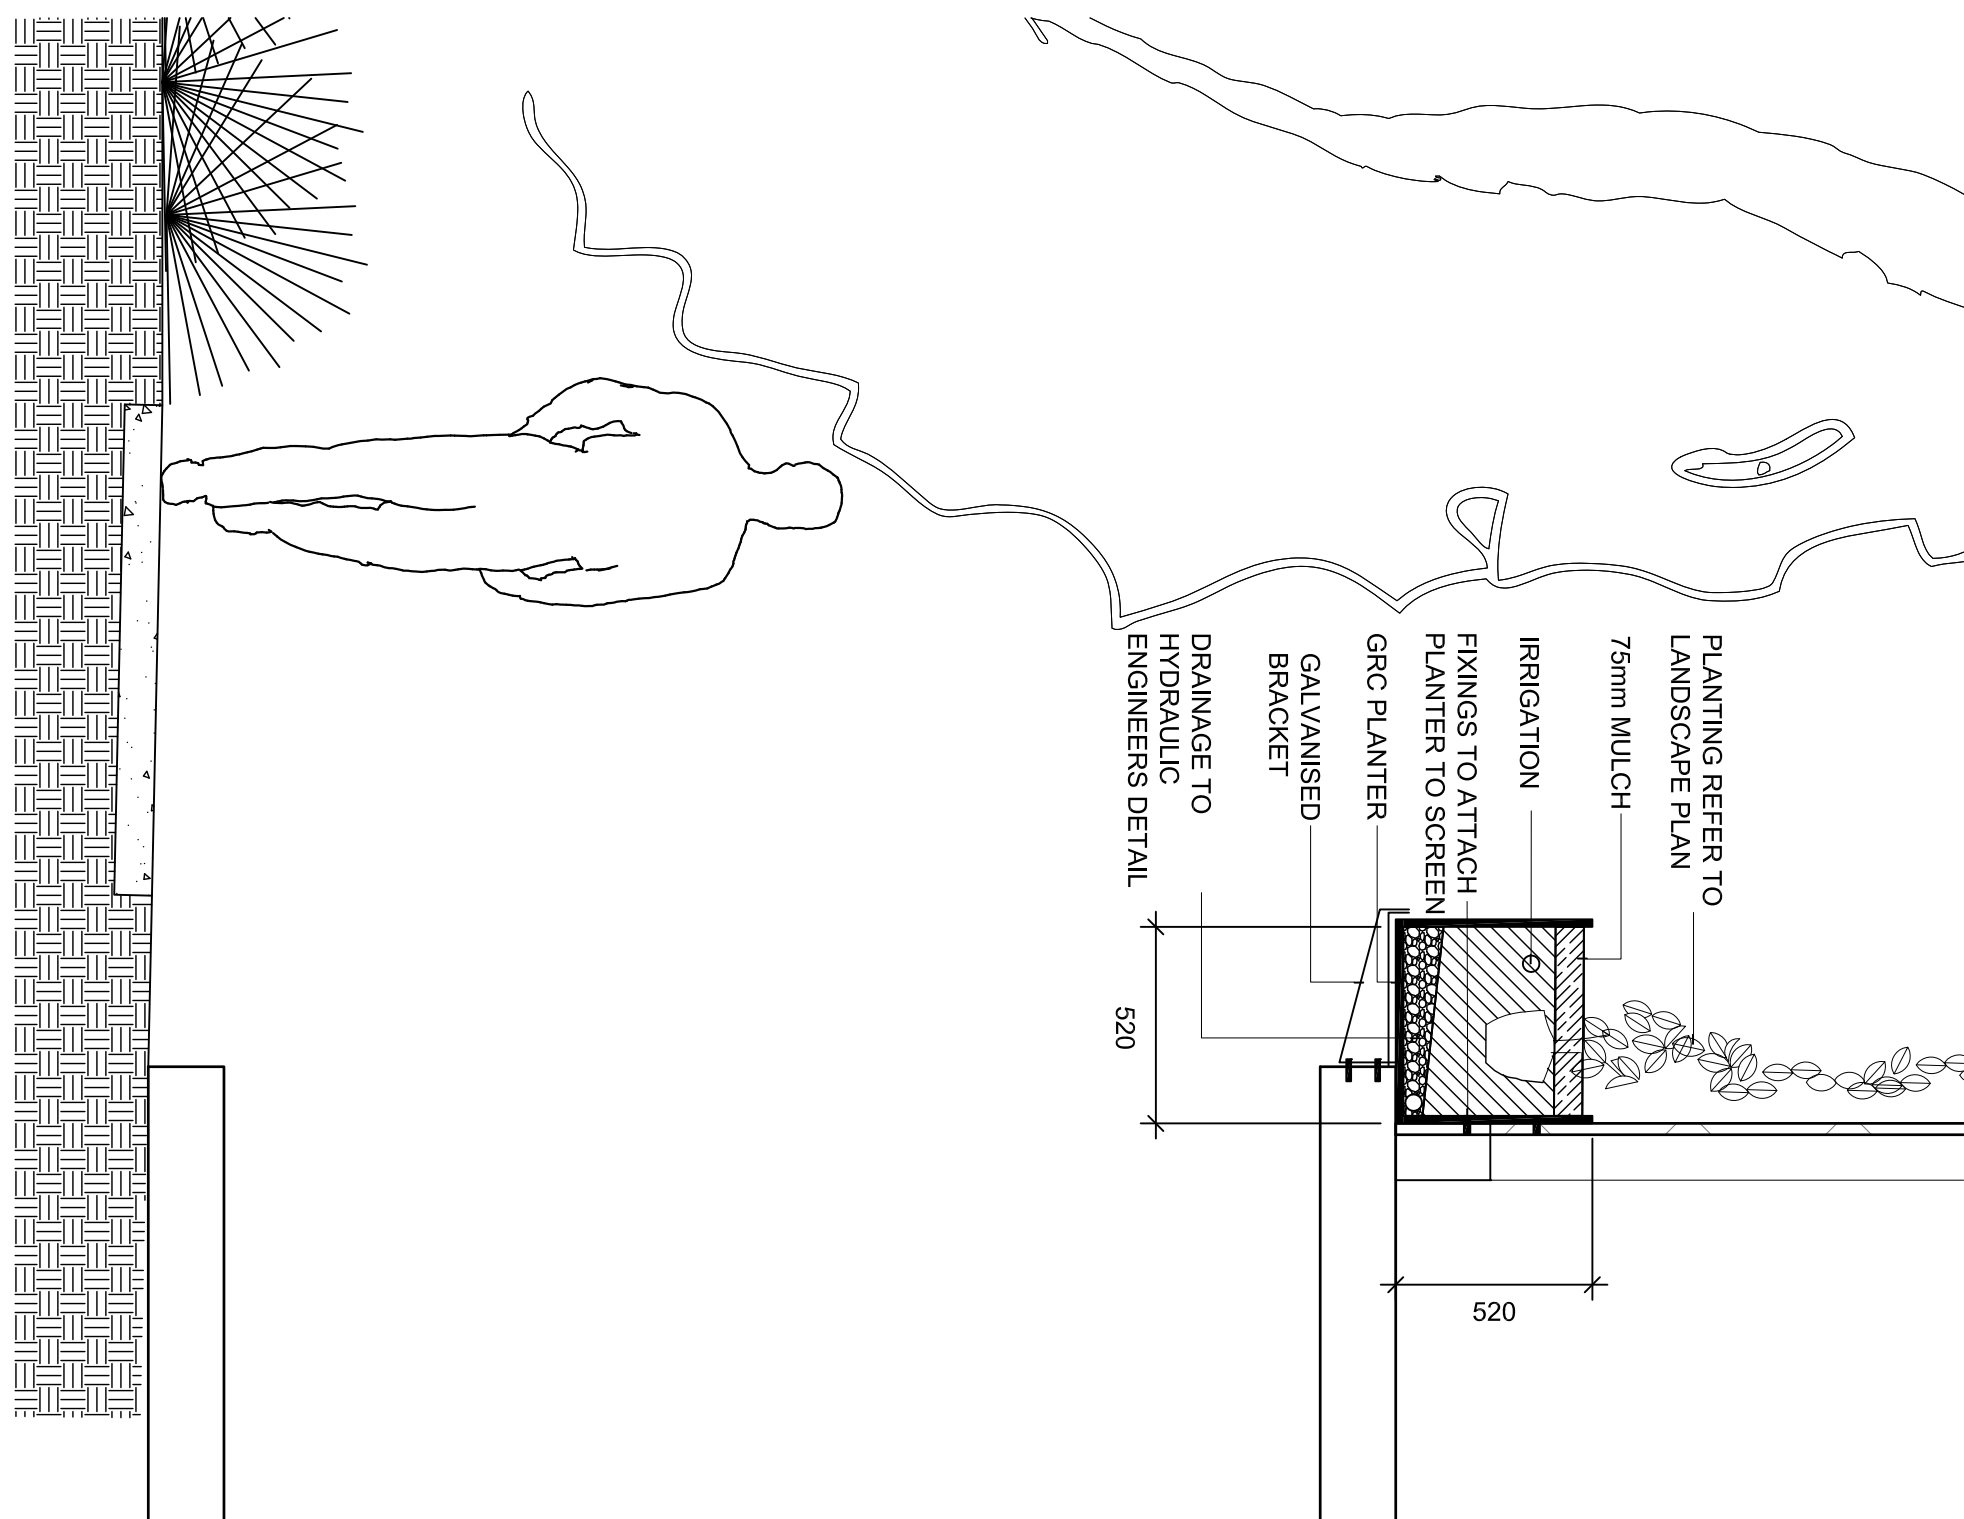 PLANTING REFER TO
LANDSCAPE PLAN
75mm MULCH
IRRIGATION
FIXINGS TO ATTACH
PLANTER TO SCREEN
GRC PLANTER
GALVANISED
BRACKET
DRAINAGE TO
HYDRAULIC
ENGINEERS DETAIL
520
520